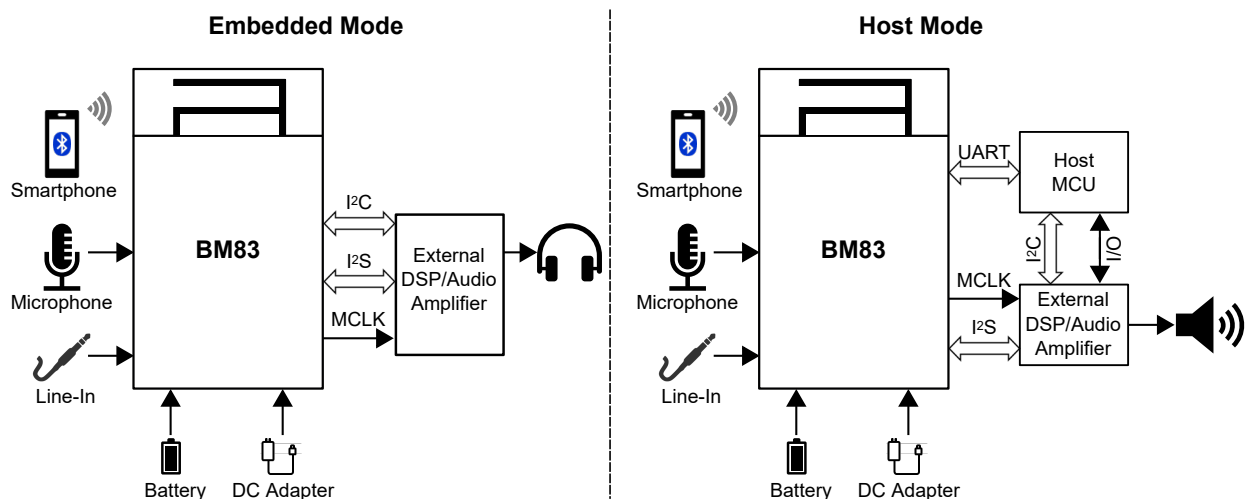 Embedded Mode
Smartphone
Microphone
Line-In
BM83
I²C
I²S
MCLK
External
DSP/Audio
Amplifier
Battery
DC Adapter
Host Mode
Smartphone
Microphone
Line-In
BM83
UART
Host
MCU
I²C
I/O
MCLK
I²S
External
DSP/Audio
Amplifier
Battery
DC Adapter